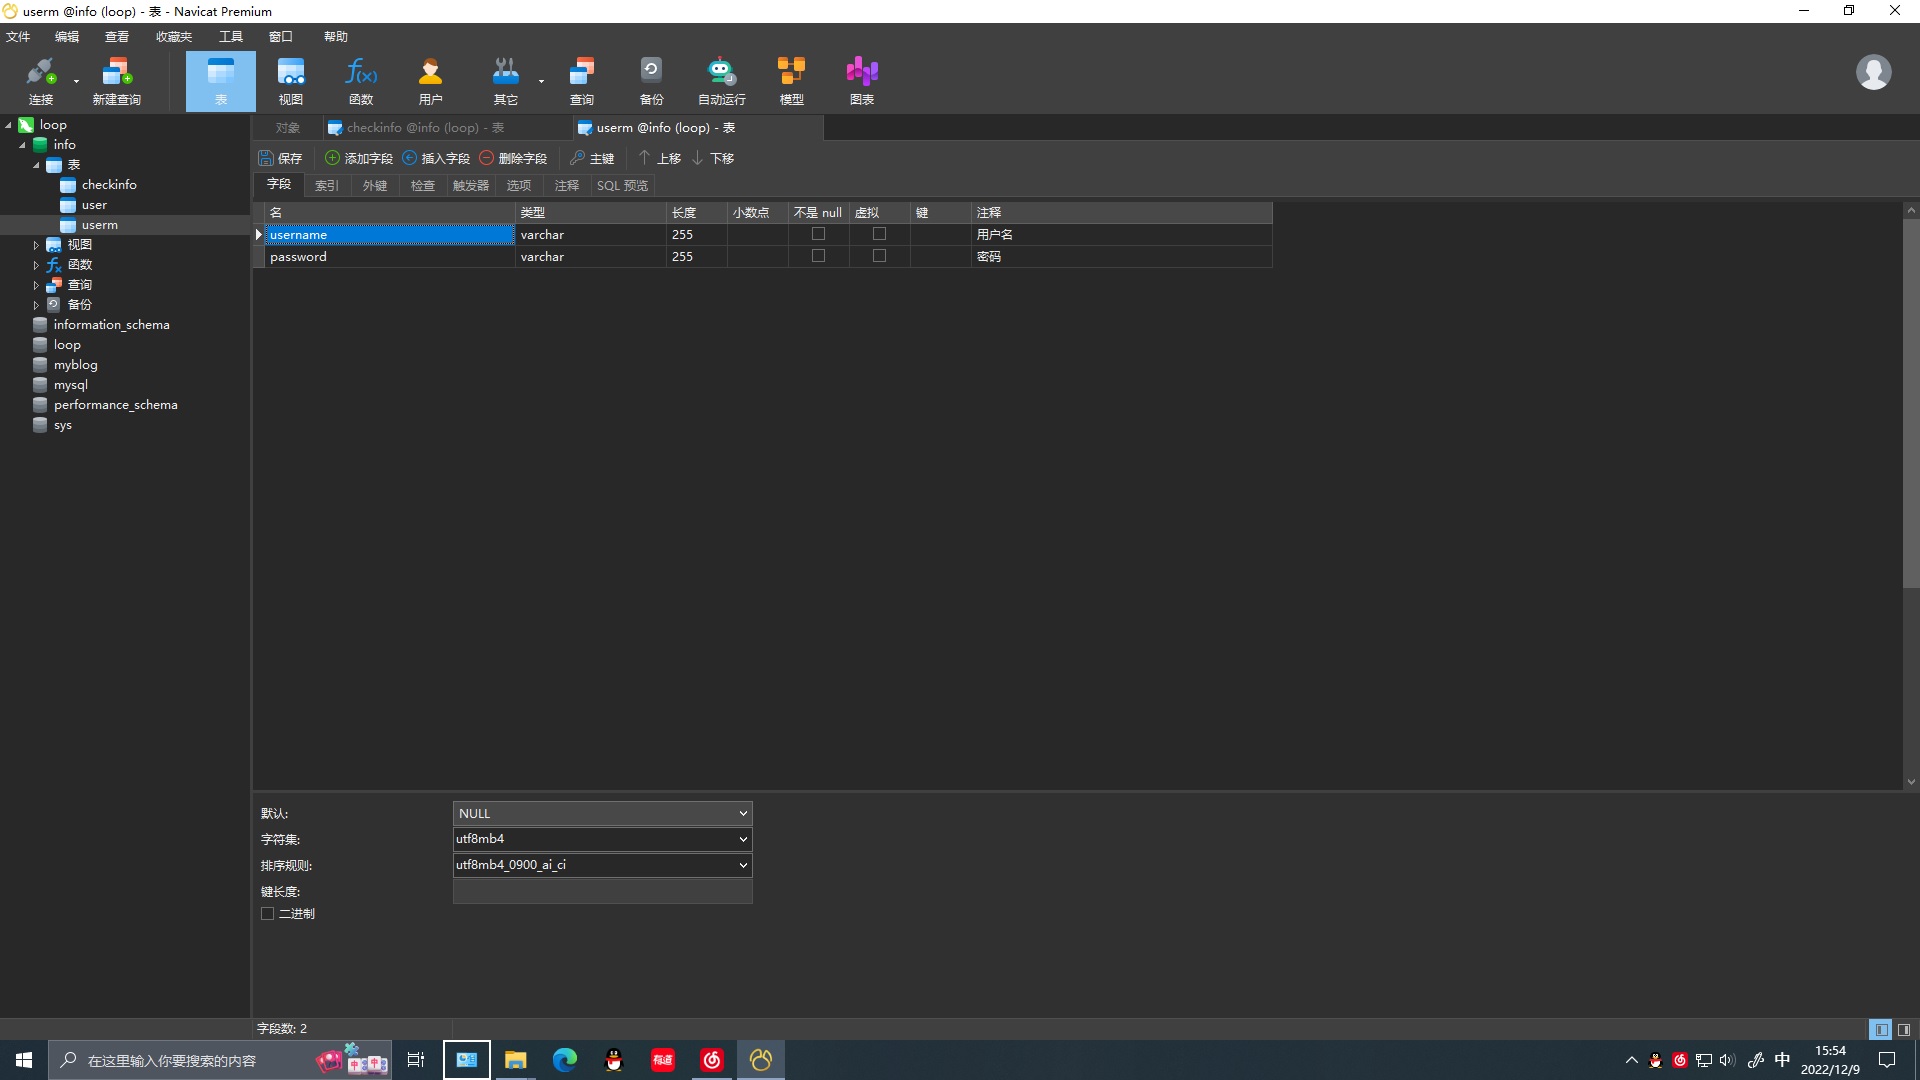 userm @info (loop) - 表 - Navicat Premium
文件 编辑 查看 收藏夹 工具 窗口 帮助
连接 新建查询 表 视图 函数 用户 其它 查询 备份 自动运行 模型 图表
loop
info
表
checkinfo
user
userm
视图
函数
查询
备份
information_schema
loop
myblog
mysql
performance_schema
sys
对象 checkinfo @info (loop) - 表 userm @info (loop) - 表
保存 添加字段 插入字段 删除字段 主键 上移 下移
字段 索引 外键 检查 触发器 选项 注释 SQL 预览
名 类型 长度 小数点 不是 null 虚拟 键 注释
username varchar 255 用户名
password varchar 255 密码
默认: NULL
字符集: utf8mb4
排序规则: utf8mb4_0900_ai_ci
键长度:
二进制
字段数: 2
在这里输入你要搜索的内容
有道
中
15:54
2022/12/9